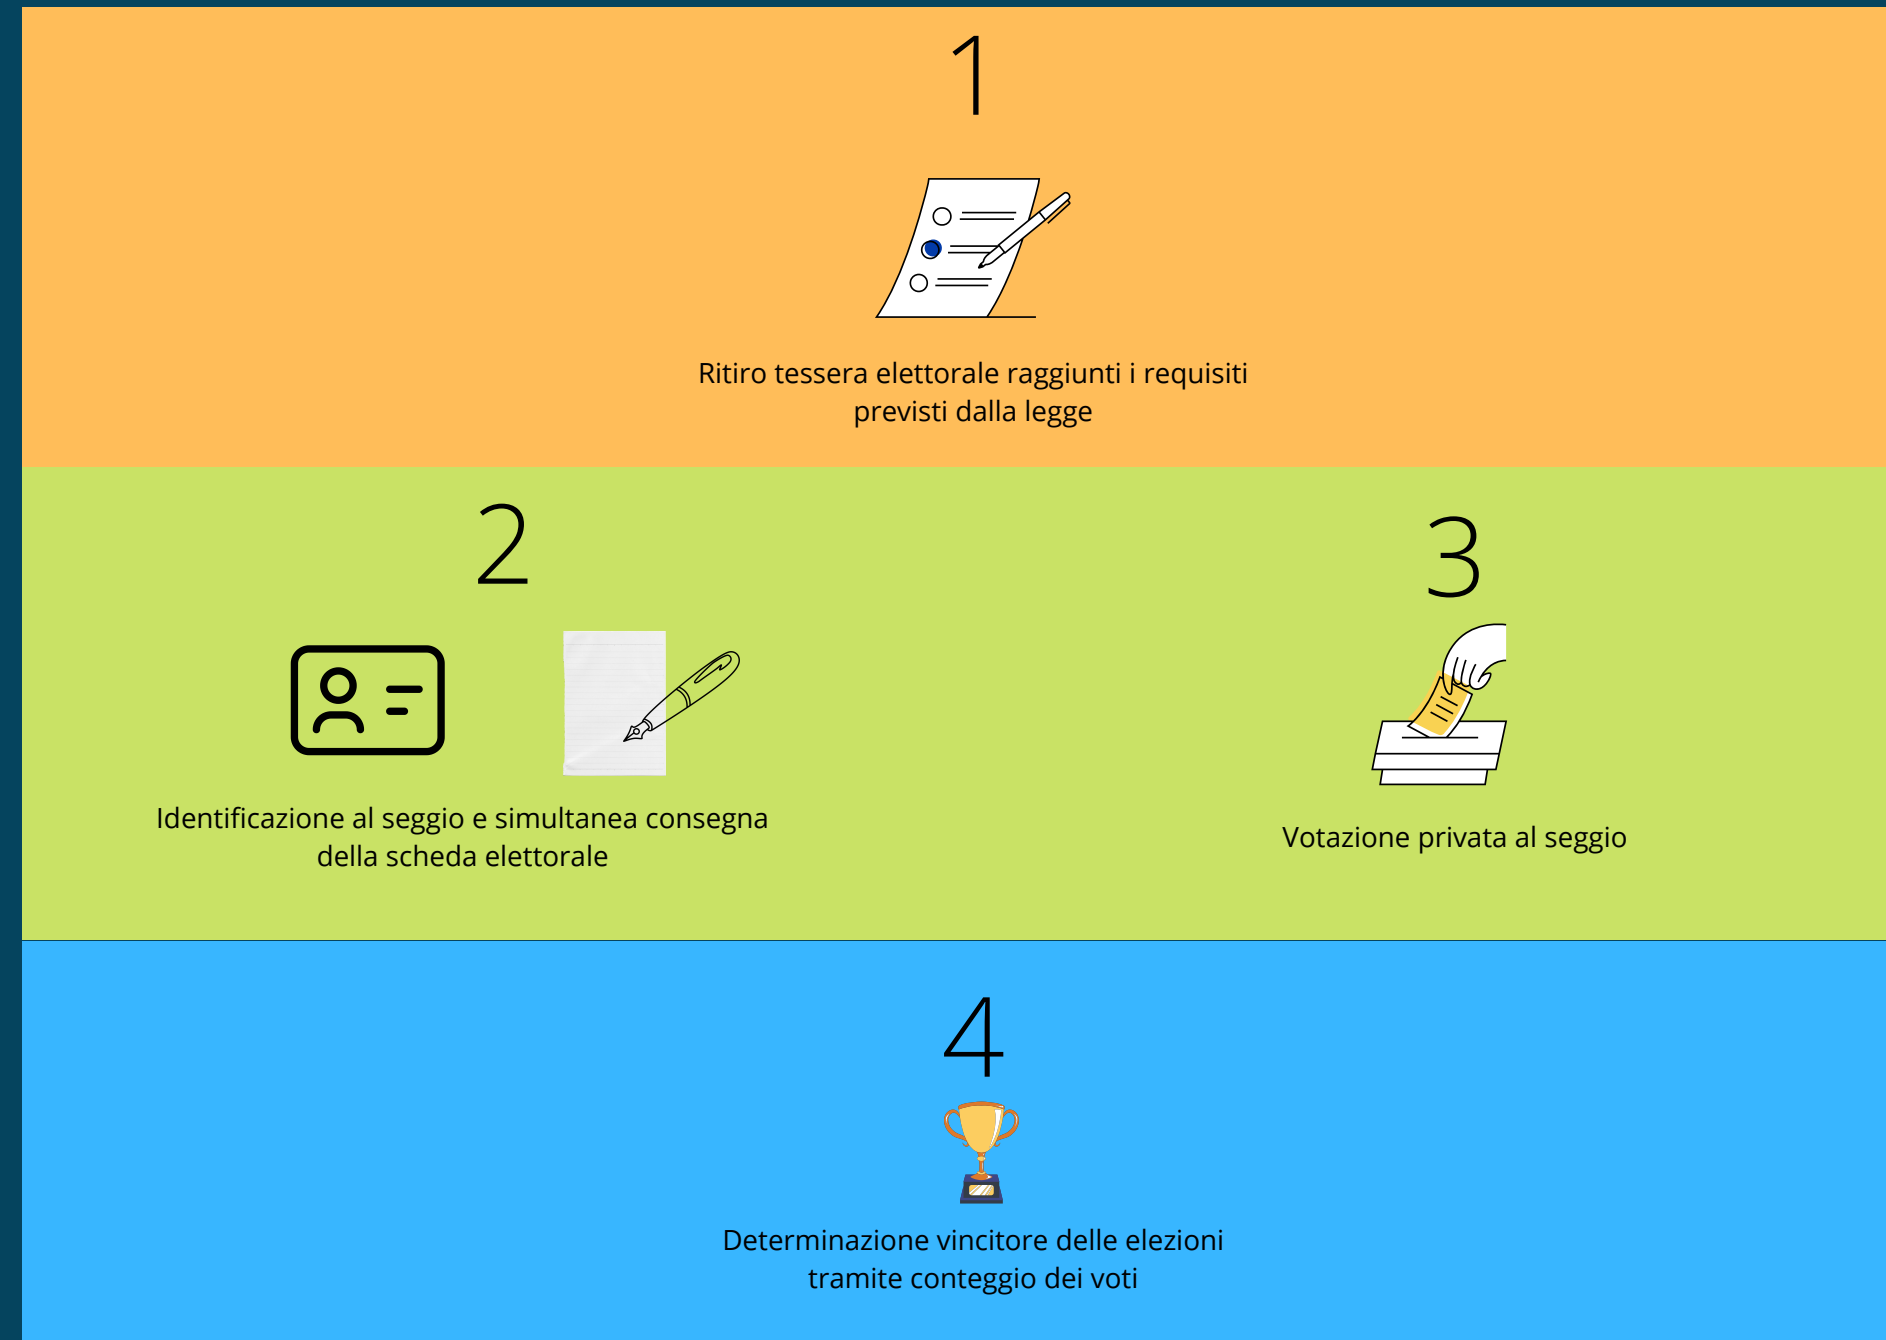 1
Ritiro tessera elettorale raggiunti i requisiti
previsti dalla legge
2
Identificazione al seggio e simultanea consegna
della scheda elettorale
3
Votazione privata al seggio
4
Determinazione vincitore delle elezioni
tramite conteggio dei voti